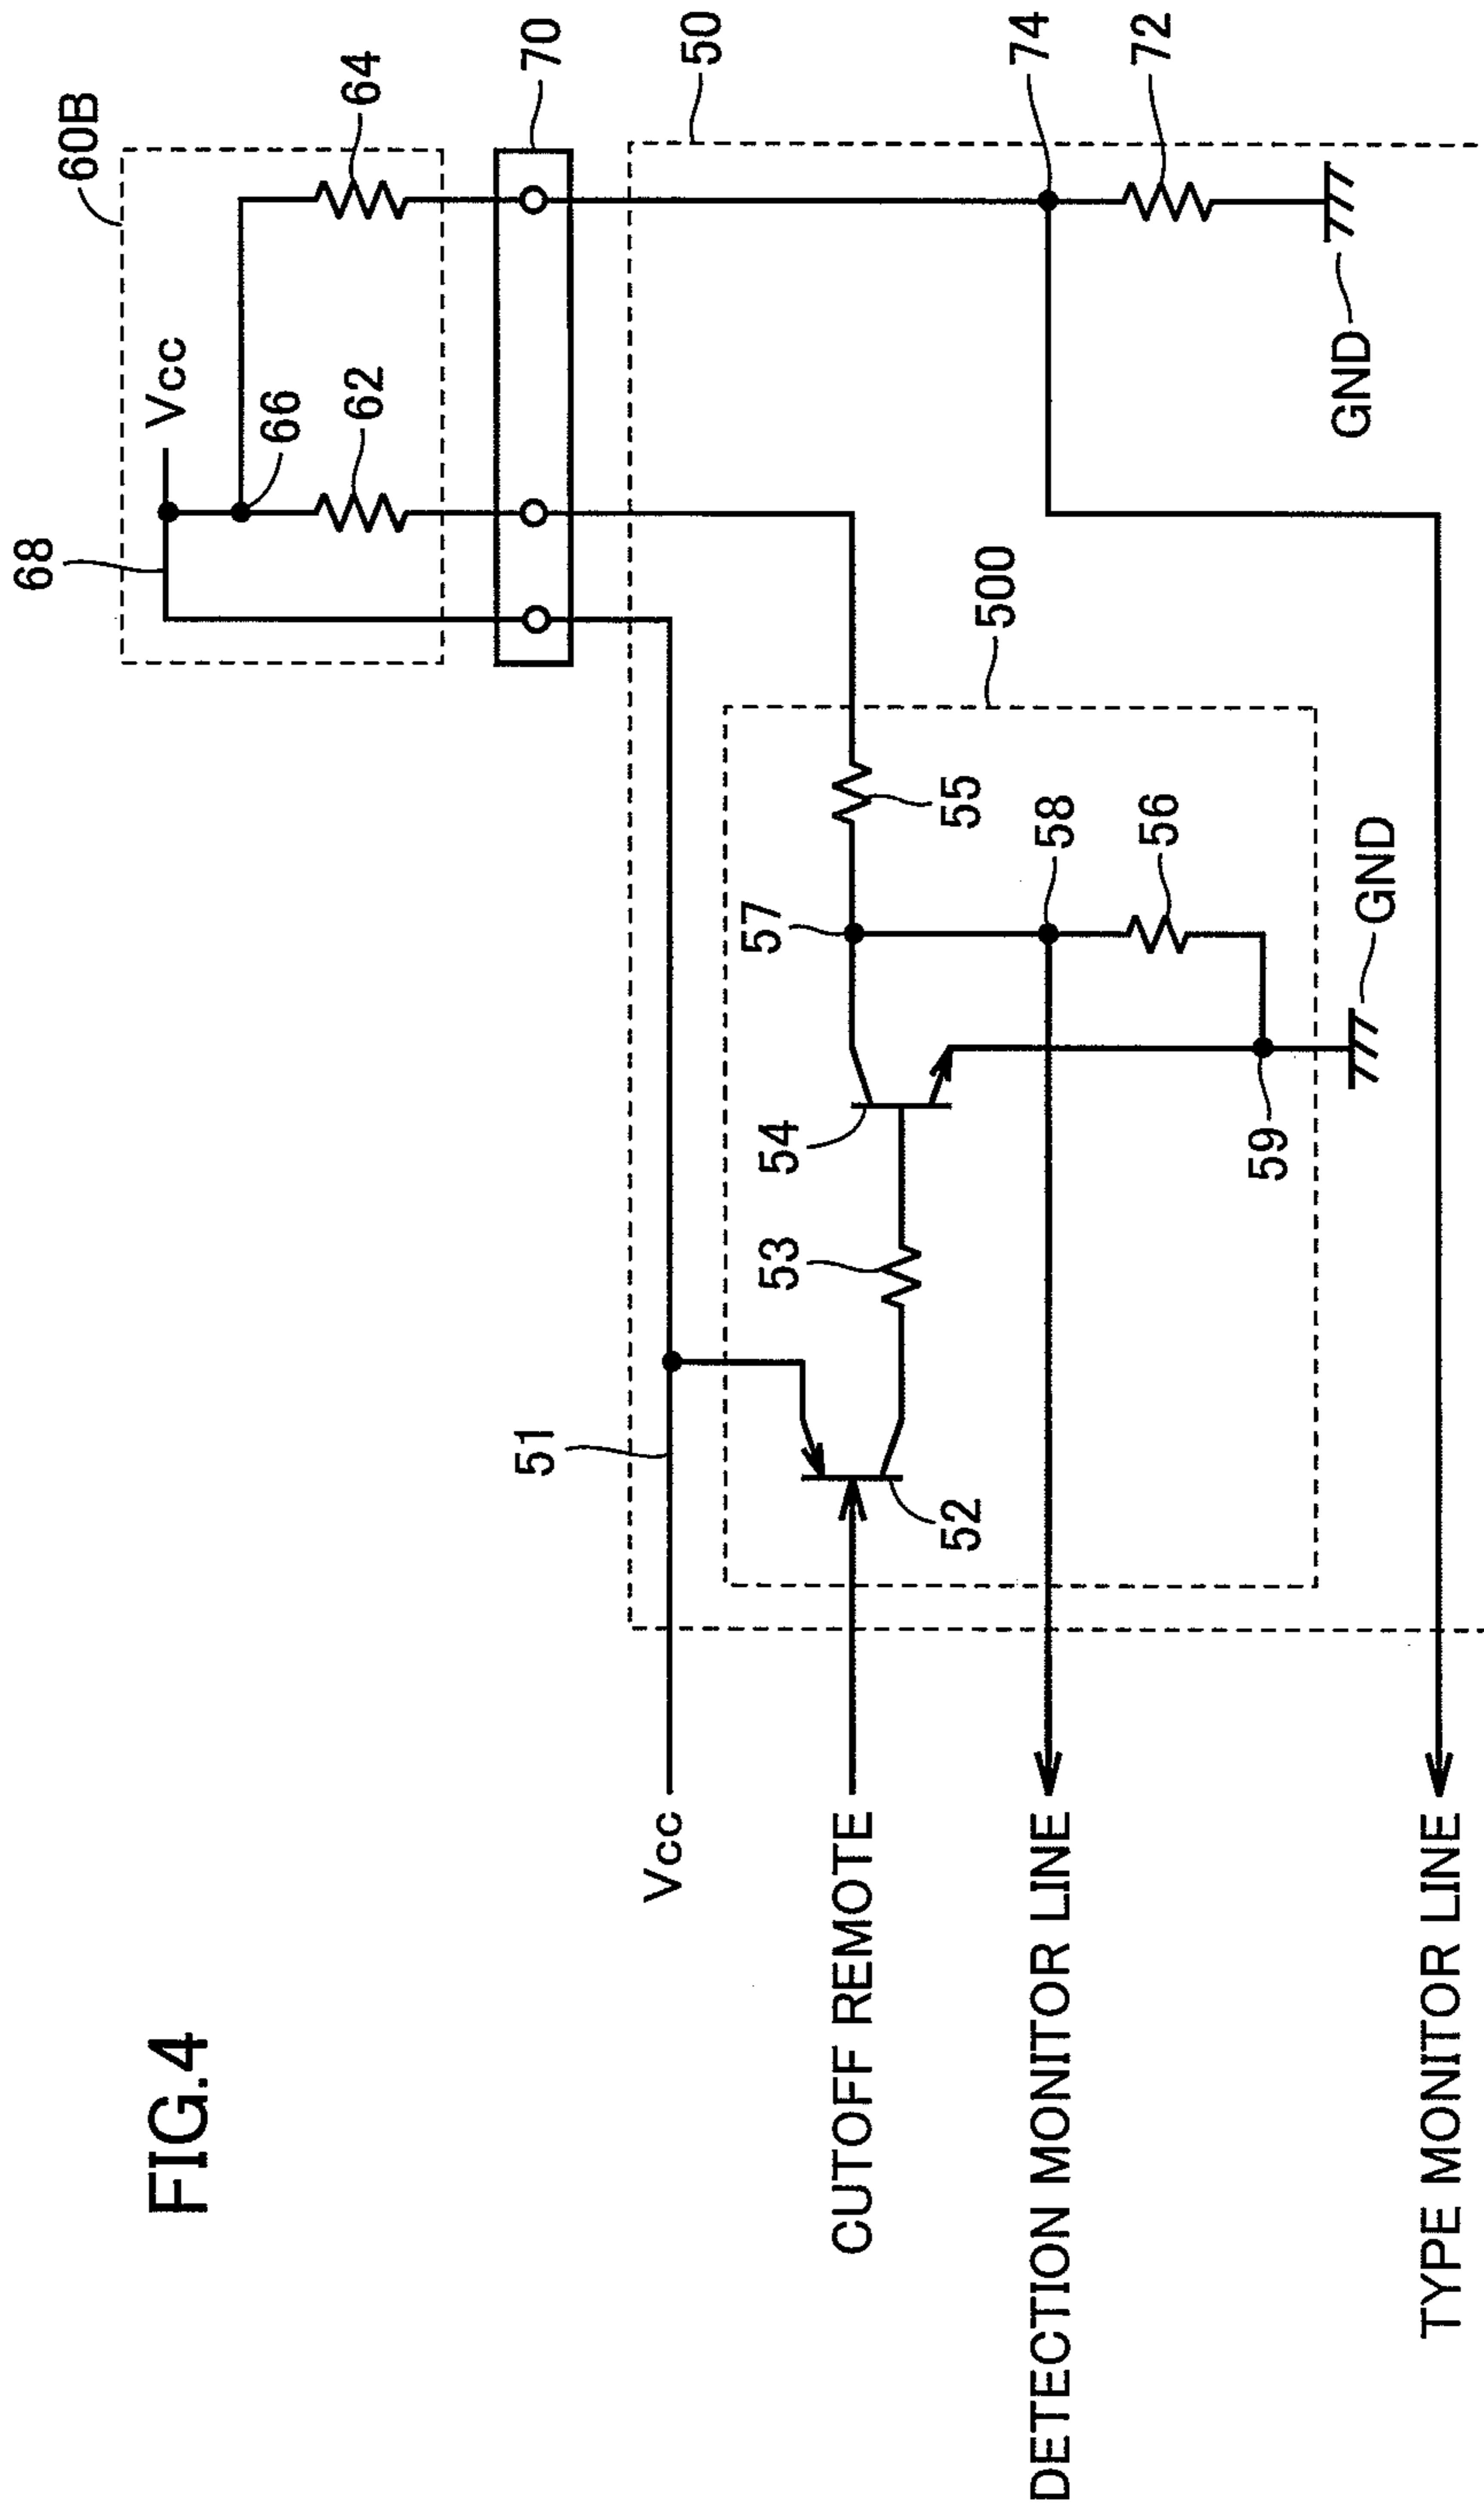 FIG.4
Vcc
CUTOFF REMOTE
DETECTION MONITOR LINE
TYPE MONITOR LINE
51
52
53
54
59
57
58
55
56
GND
500
68
66
62
Vcc
GND
60B
64
70
50
74
72